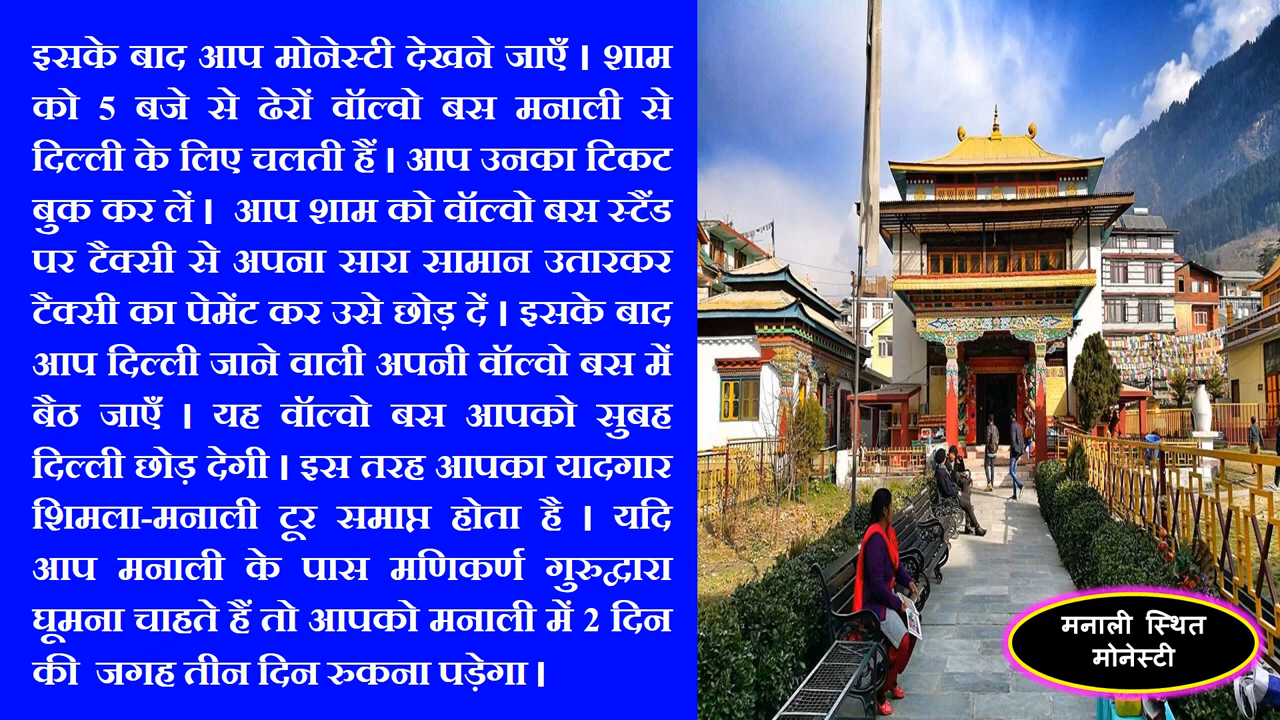 इसके बाद आप मोनेस्टी देखने जाएँ । शाम
को 5 बजे से ढेरों वॉल्वो बस मनाली से
दिल्ली के लिए चलती हैं । आप उनका टिकट
बुक कर लें । आप शाम को वॉल्वो बस स्टैंड
पर टैक्सी से अपना सारा सामान उतारकर
टैक्सी का पेमेंट कर उसे छोड़ दें । इसके बाद
आप दिल्ली जाने वाली अपनी वॉल्वो बस में
बैठ जाएँ । यह वॉल्वो बस आपको सुबह
दिल्ली छोड़ देगी । इस तरह आपका यादगार
शिमला-मनाली टूर समाप्त होता है । यदि
आप मनाली के पास मणिकर्ण गुरुद्वारा
घूमना चाहते हैं तो आपको मनाली में 2 दिन
की जगह तीन दिन रुकना पड़ेगा ।
मनाली स्थित
मोनेस्टी